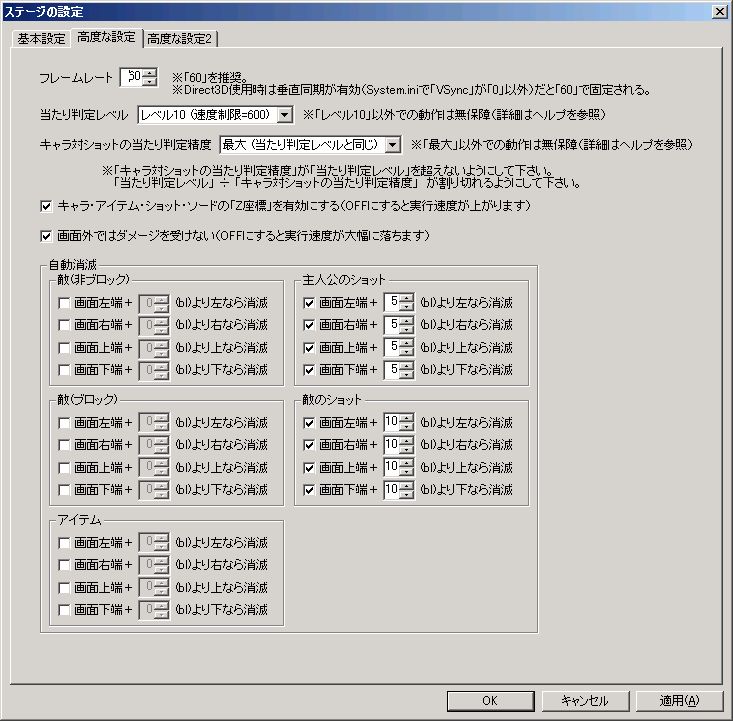 ステージの設定
基本設定 高度な設定 高度な設定2
フレームレート 50 ※「60」を推奨。
※Direct3D使用時は垂直同期が有効(System.iniで「VSync」が「0」以外)だと「60」で固定される。
当たり判定レベル レベル10 (速度制限=600) ※「レベル10」以外での動作は無保障(詳細はヘルプを参照)
キャラ対ショットの当たり判定精度 最大 (当たり判定レベルと同じ) ※「最大」以外での動作は無保障(詳細はヘルプを参照)
※「キャラ対ショットの当たり判定精度」が「当たり判定レベル」を超えないようにして下さい。
「当たり判定レベル」÷「キャラ対ショットの当たり判定精度」が割り切れるようにして下さい。
キャラ・アイテム・ショット・ソードの「Z座標」を有効にする(OFFにすると実行速度が上がります)
画面外ではダメージを受けない(OFFにすると実行速度が大幅に落ちます)
自動消滅
敵(非ブロック)
画面左端+ 0 (bl)より左なら消滅
画面右端+ 0 (bl)より右なら消滅
画面上端+ 0 (bl)より上なら消滅
画面下端+ 0 (bl)より下なら消滅
主人公のショット
画面左端+ 5 (bl)より左なら消滅
画面右端+ 5 (bl)より右なら消滅
画面上端+ 5 (bl)より上なら消滅
画面下端+ 5 (bl)より下なら消滅
敵(ブロック)
画面左端+ 0 (bl)より左なら消滅
画面右端+ 0 (bl)より右なら消滅
画面上端+ 0 (bl)より上なら消滅
画面下端+ 0 (bl)より下なら消滅
敵のショット
画面左端+ 10 (bl)より左なら消滅
画面右端+ 10 (bl)より右なら消滅
画面上端+ 10 (bl)より上なら消滅
画面下端+ 10 (bl)より下なら消滅
アイテム
画面左端+ 0 (bl)より左なら消滅
画面右端+ 0 (bl)より右なら消滅
画面上端+ 0 (bl)より上なら消滅
画面下端+ 0 (bl)より下なら消滅
OK キャンセル 適用(A)